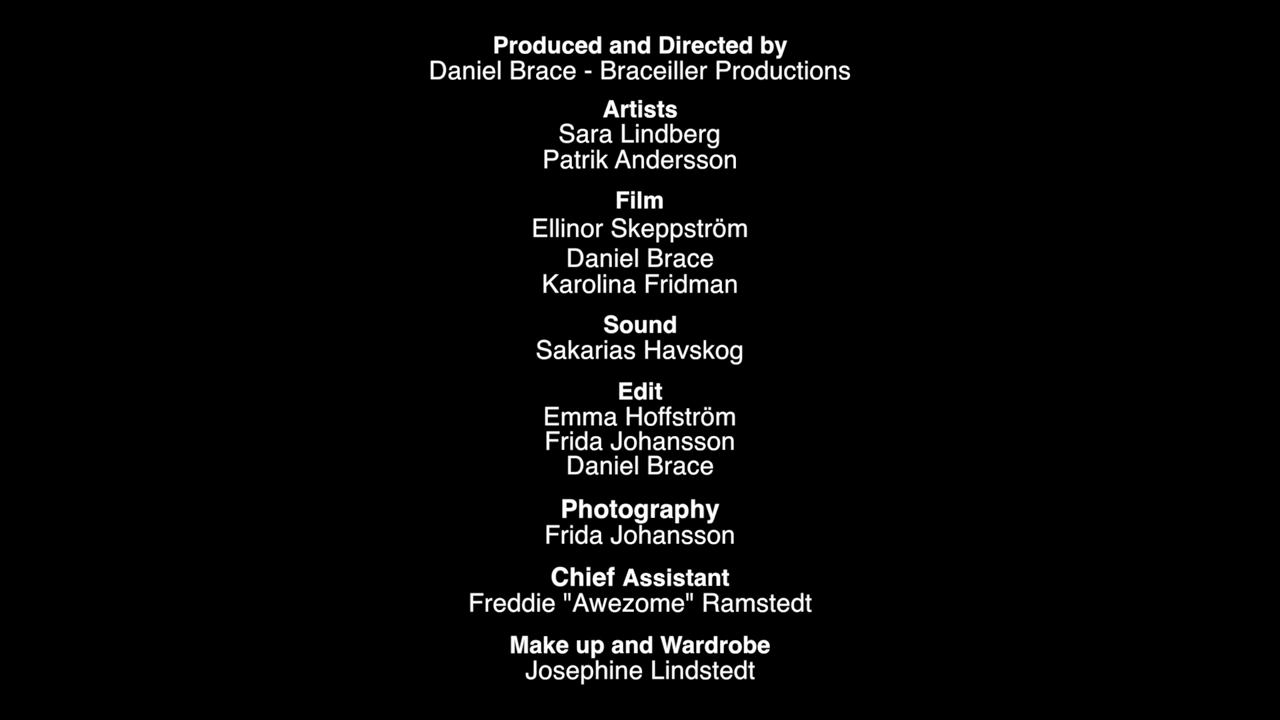 Produced and Directed by
Daniel Brace - Braceiller Productions
Artists
Sara Lindberg
Patrik Andersson
Film
Ellinor Skeppström
Daniel Brace
Karolina Fridman
Sound
Sakarias Havskog
Edit
Emma Hoffström
Frida Johansson
Daniel Brace
Photography
Frida Johansson
Chief Assistant
Freddie "Awezome" Ramstedt
Make up and Wardrobe
Josephine Lindstedt